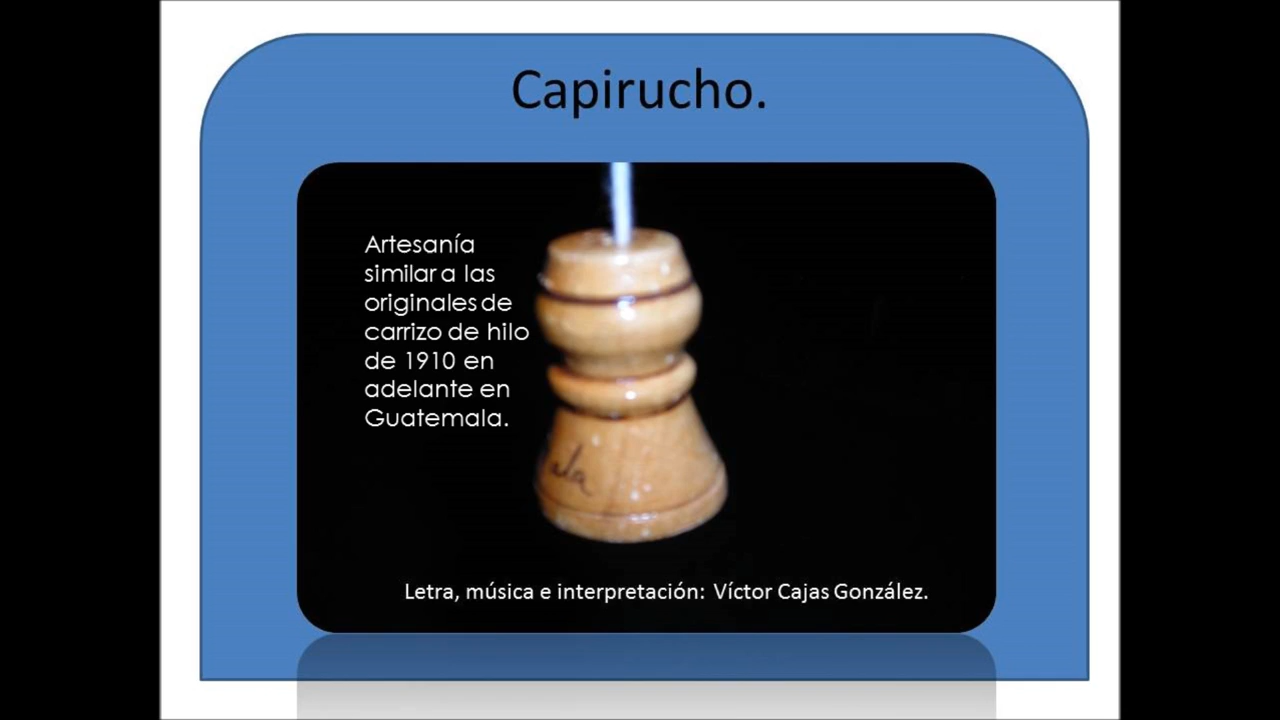 Capirucho.
Artesanía
similar a las
originales de
carrizo de hilo
de 1910 en
adelante en
Guatemala.
Letra, música e interpretación: Víctor Cajas González.